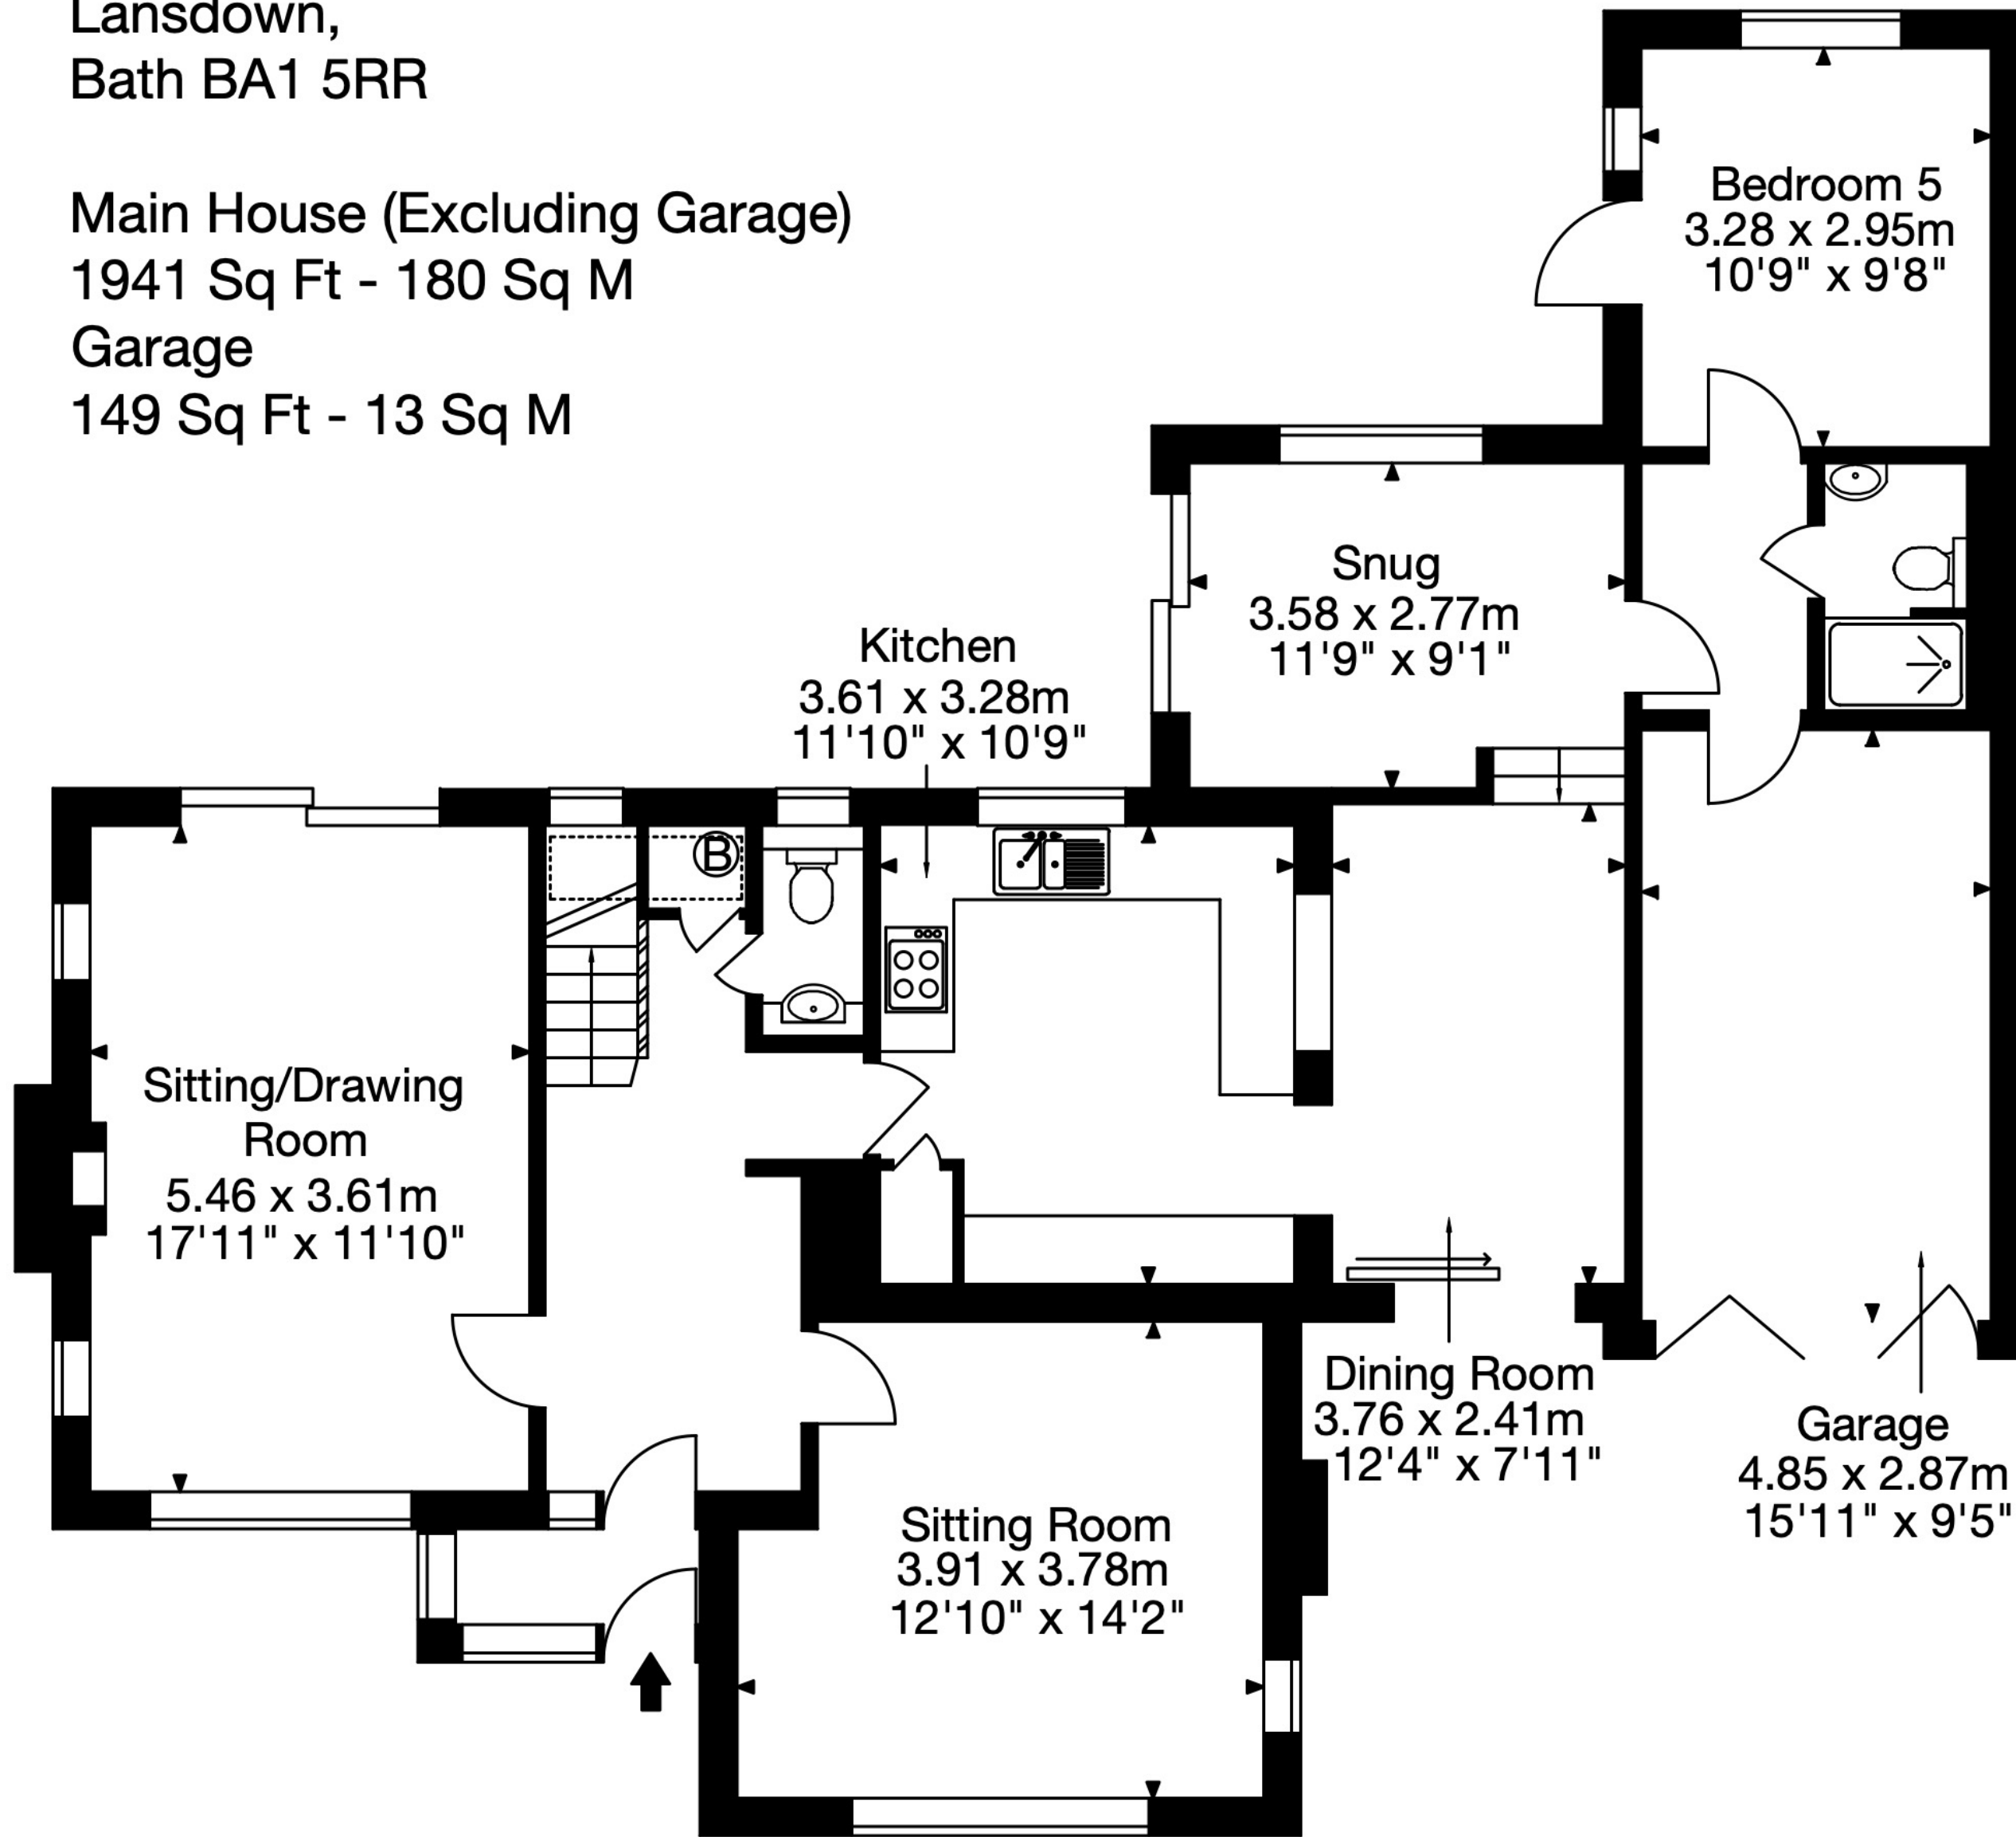 Lansdown,
Bath BA1 5RR
Main House (Excluding Garage)
1941 Sq Ft - 180 Sq M
Garage
149 Sq Ft - 13 Sq M
Bedroom 5
3.28 x 2.95m
10'9" x 9'8"
Snug
3.58 x 2.77m
11'9" x 9'1"
Kitchen
3.61 x 3.28m
11'10" x 10'9"
B
Sitting/Drawing
Room
5.46 x 3.61m
17'11" x 11'10"
Dining Room
3.76 x 2.41m
12'4" x 7'11"
Garage
4.85 x 2.87m
15'11" x 9'5"
Sitting Room
3.91 x 3.78m
12'10" x 14'2"